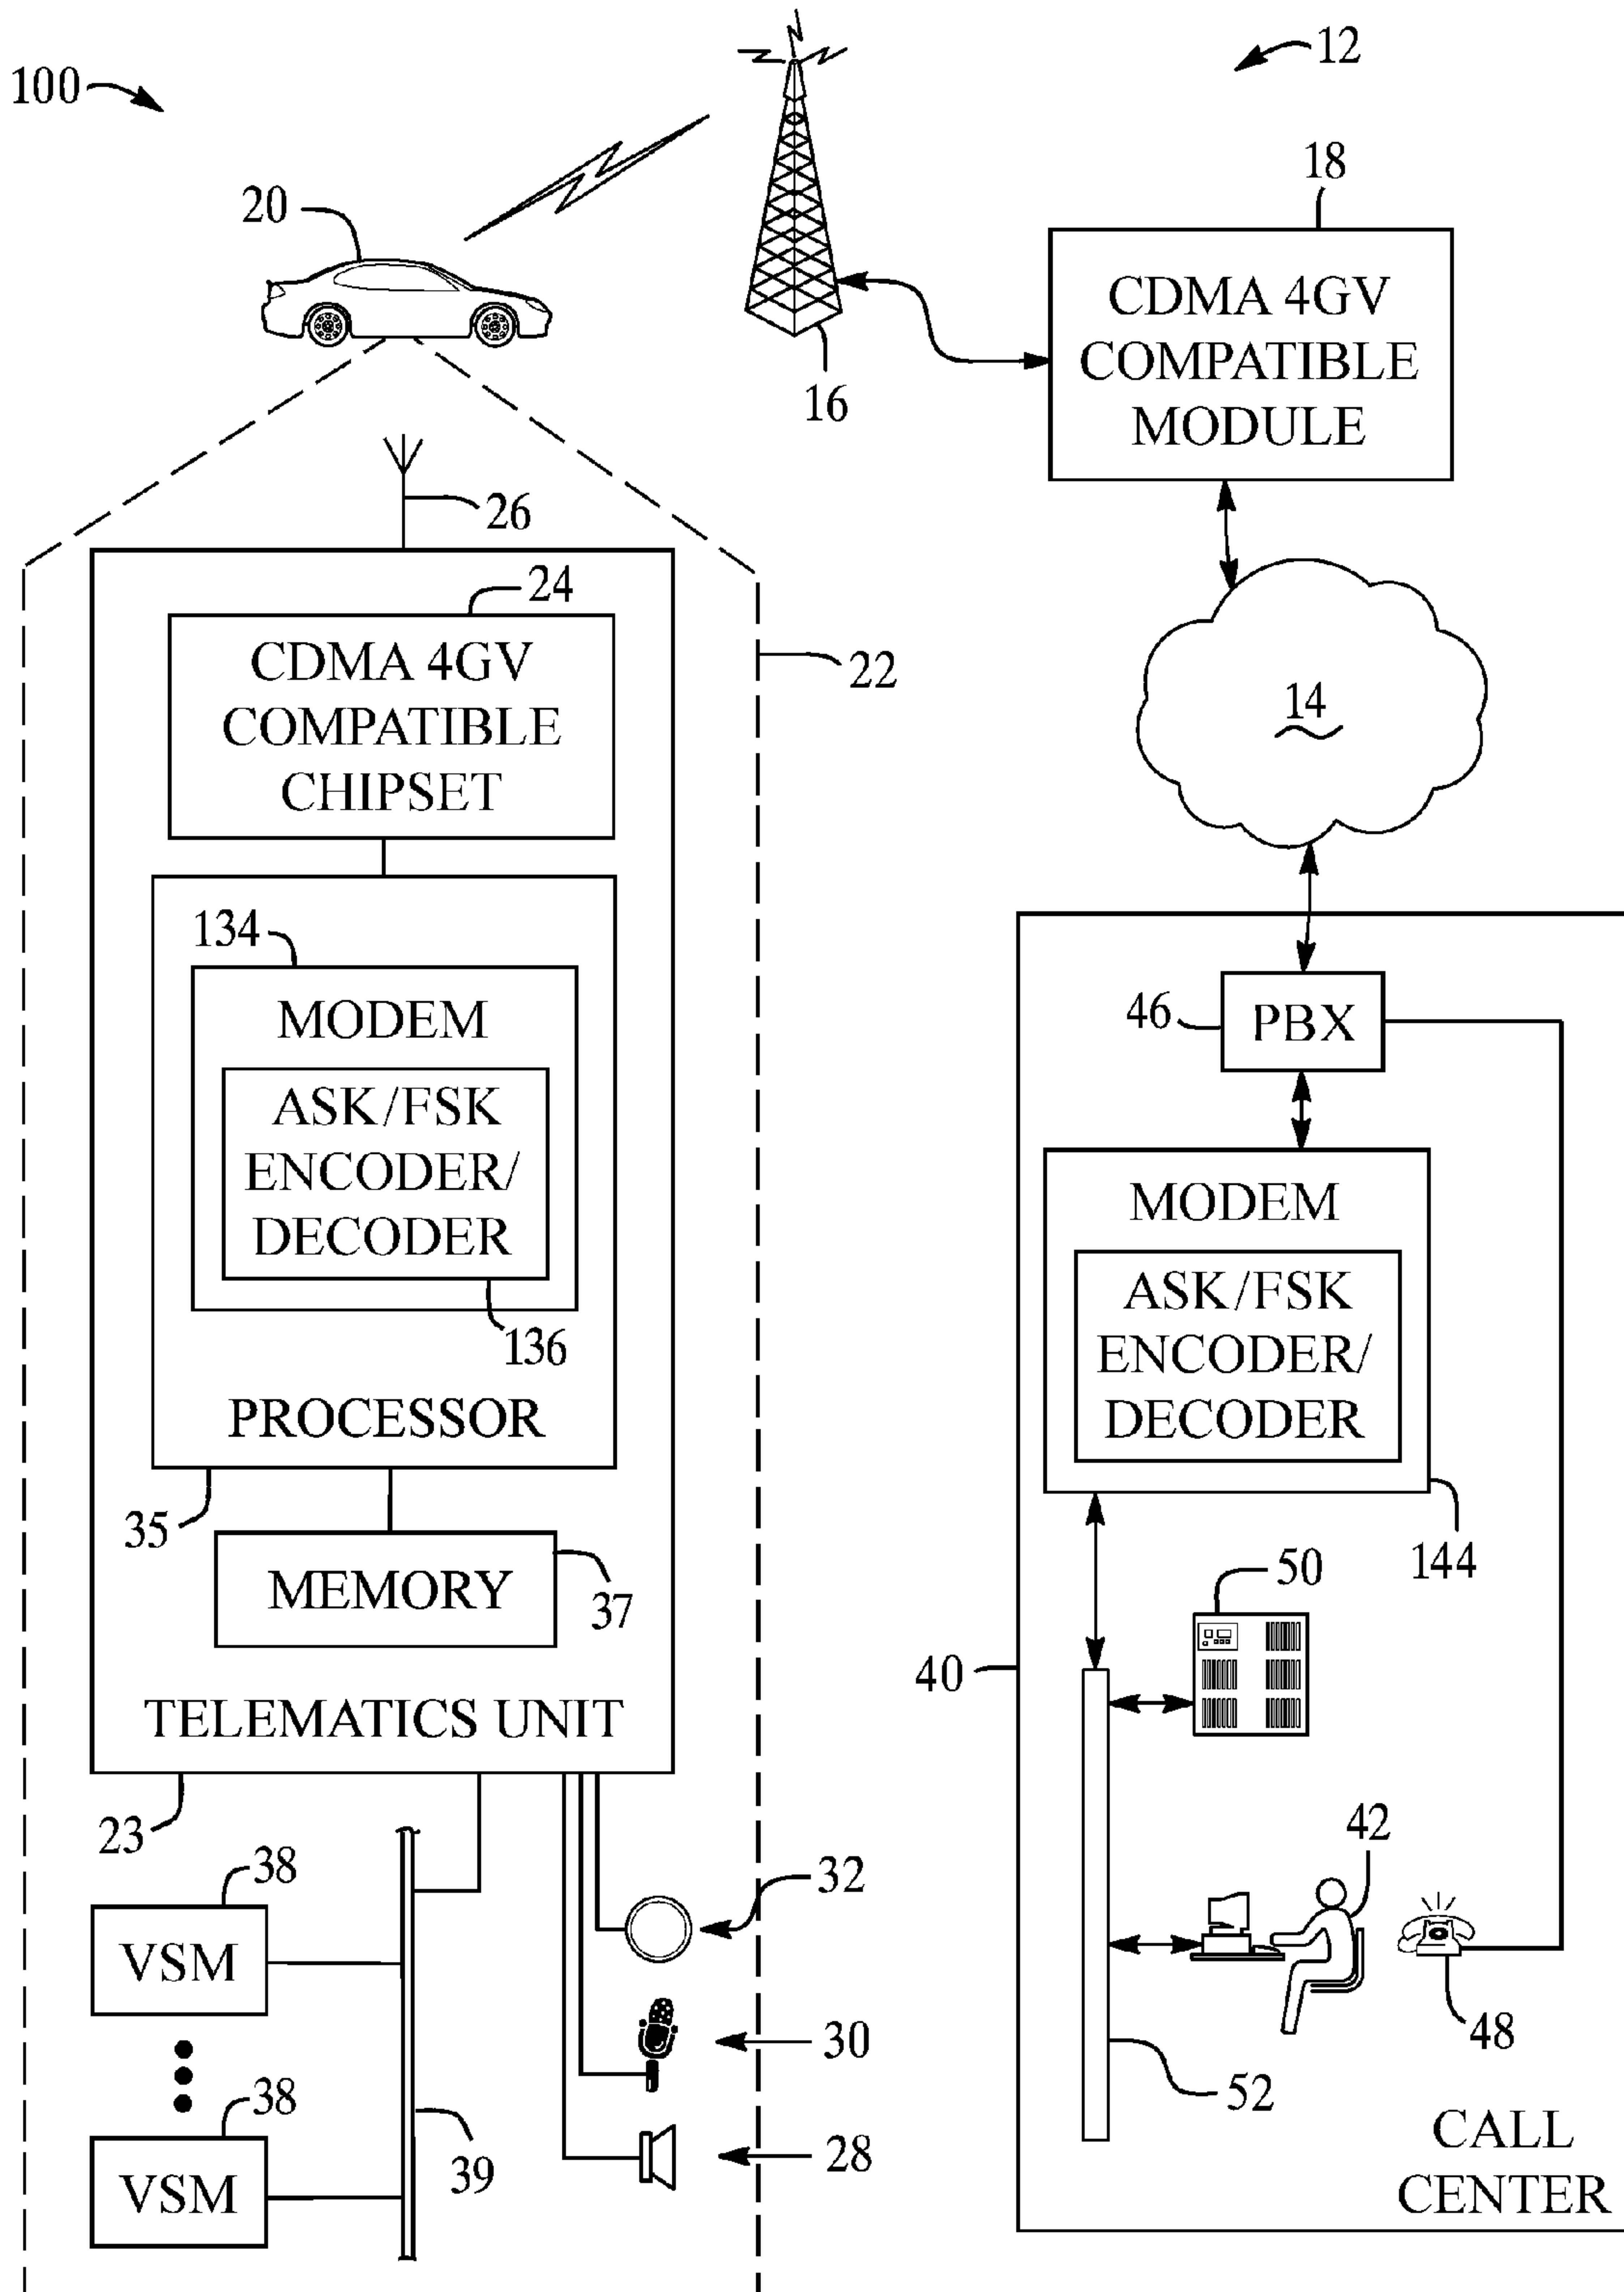 100
12
20
16
18
CDMA 4GV
COMPATIBLE
MODULE
26
22
24
CDMA 4GV
COMPATIBLE
CHIPSET
14
134
MODEM
ASK/FSK
ENCODER/
DECODER
136
PROCESSOR
35
MEMORY
37
TELEMATICS UNIT
23
38
VSM
38
VSM
39
32
30
28
46
PBX
MODEM
ASK/FSK
ENCODER/
DECODER
144
50
40
42
48
52
CALL
CENTER